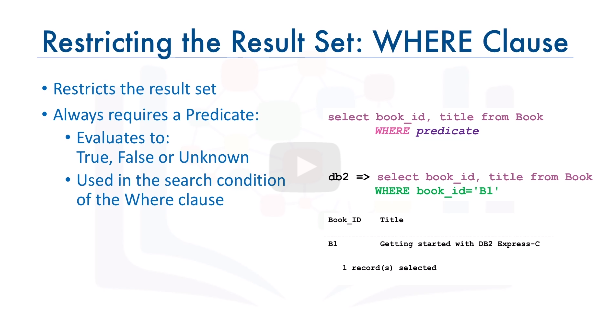 Restricting the Result Set: WHERE Clause
• Restricts the result set
• Always requires a Predicate:
• Evaluates to:
True, False or Unknown
• Used in the search condition
of the Where clause
select book_id, title from Book
WHERE predicate
db2 => select book_id, title from Book
WHERE book_id='B1'
Book_ID Title
B1 Getting started with DB2 Express-C
1 record(s) selected